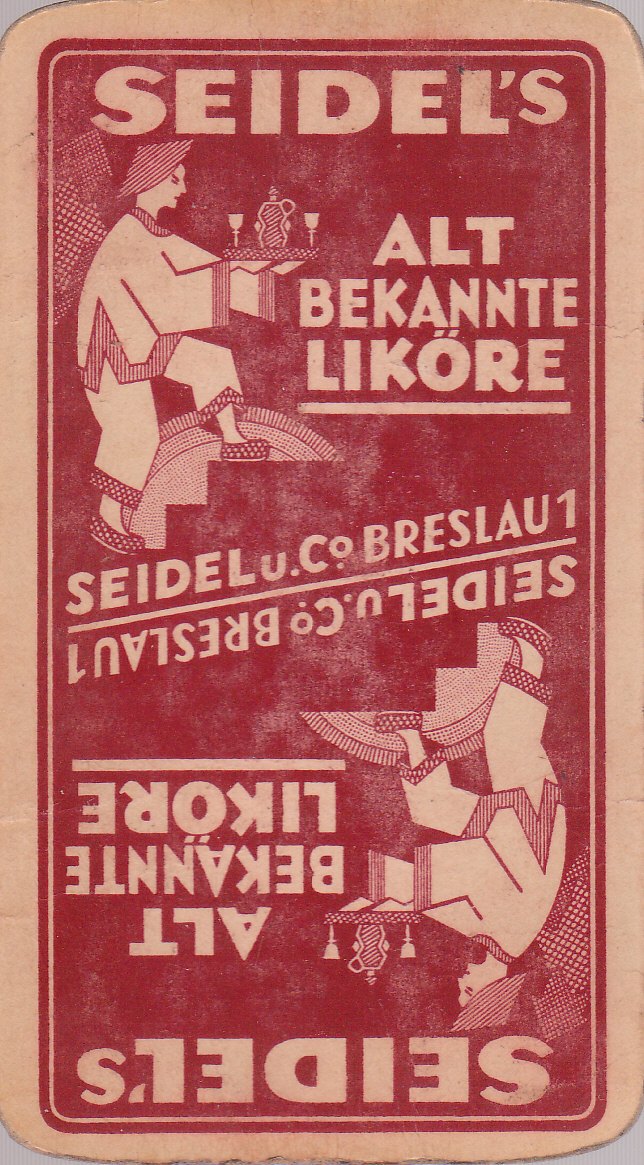 SEIDEL'S
ALT
BEKANNTE
LIKÖRE
SEIDEL u. Co BRESLAU 1
SEIDEL u. Co BRESLAU 1
LIKÖRE
BEKANNTE
ALT
SEIDEL'S